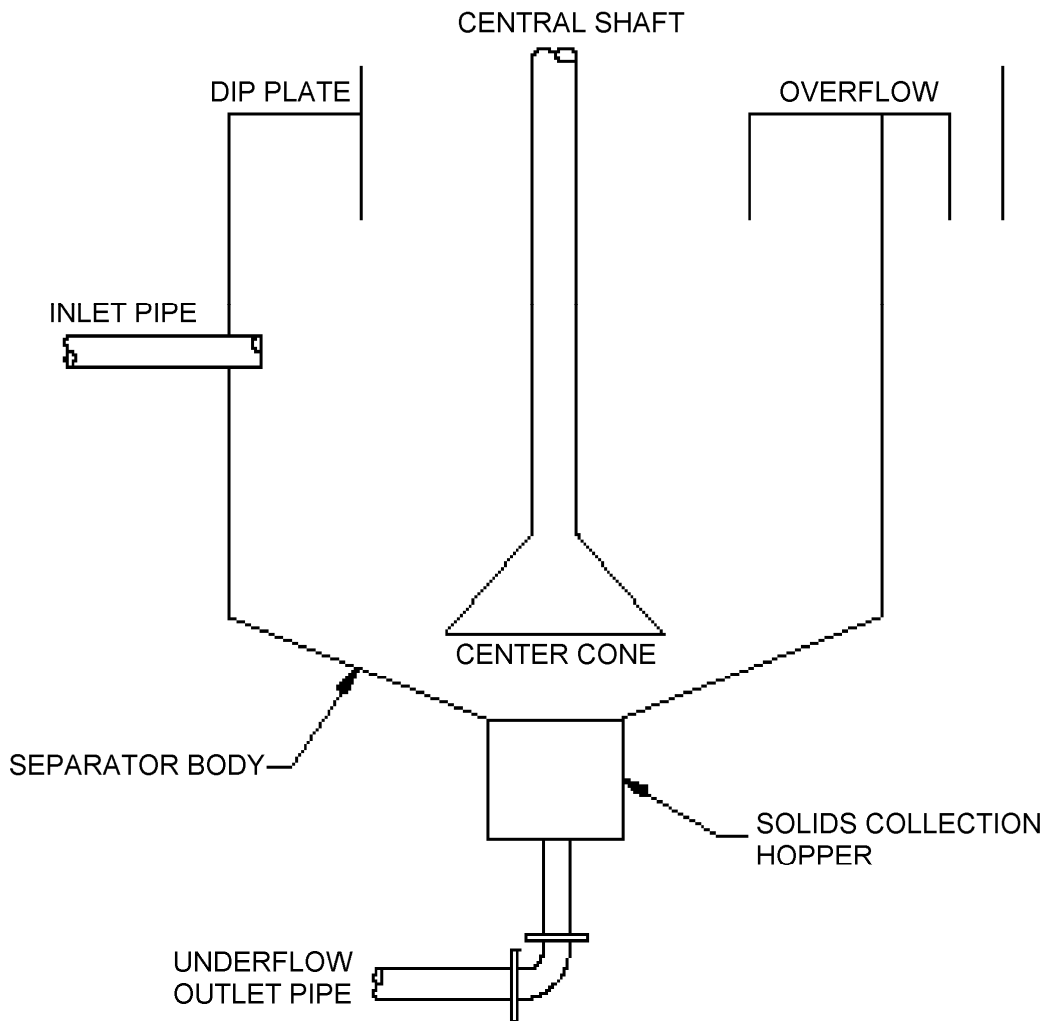 CENTRAL SHAFT
DIP PLATE
OVERFLOW
INLET PIPE
CENTER CONE
SEPARATOR BODY
SOLIDS COLLECTION
HOPPER
UNDERFLOW
OUTLET PIPE